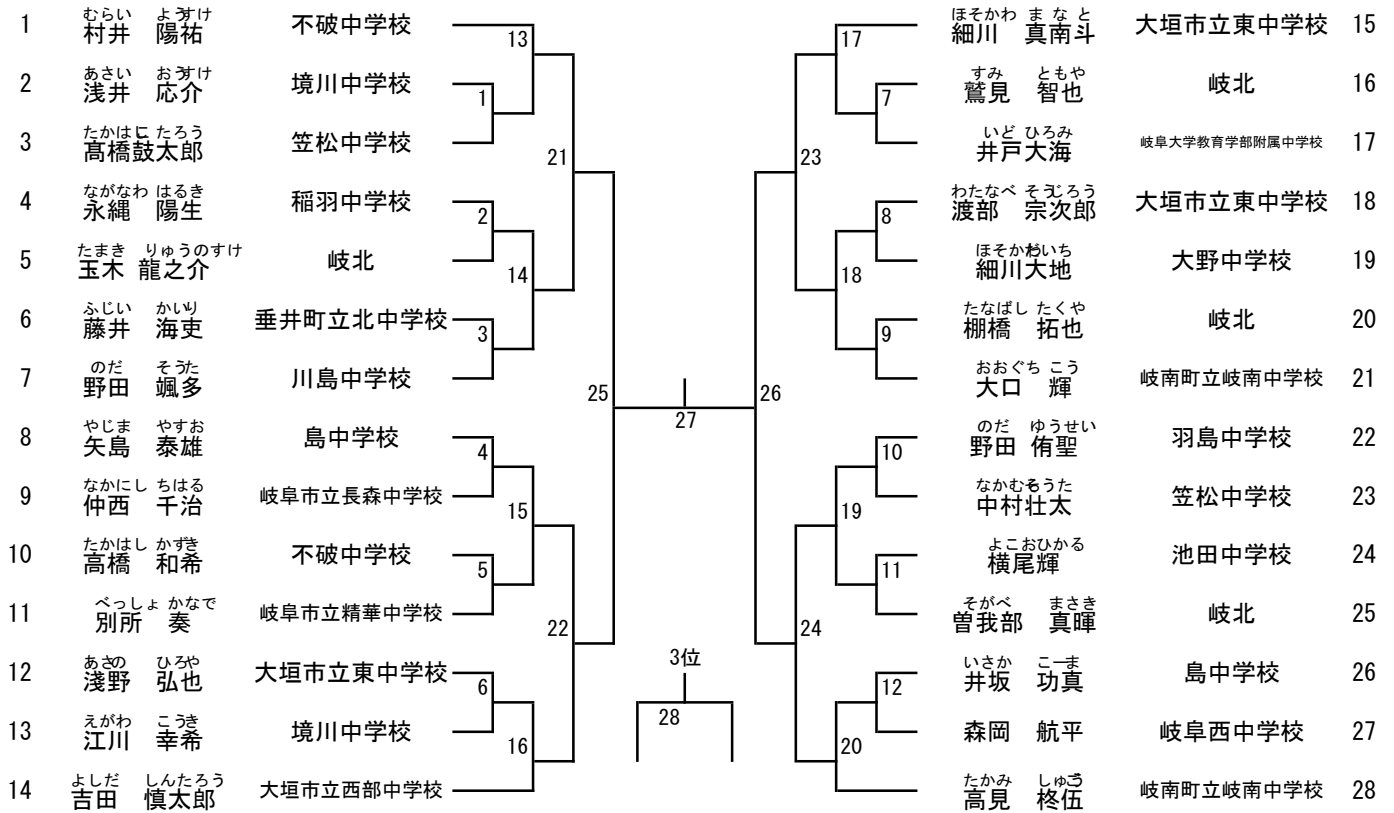 むらい ようすけ
1 村井 陽祐 不破中学校
あさい おうすけ
2 浅井 応介 境川中学校
たかはし こたろう
3 髙橋鼓太郎 笠松中学校
ながなわ はるき
4 永縄 陽生 稲羽中学校
たまき りゅうのすけ
5 玉木 龍之介 岐北
ふじい かいり
6 藤井 海吏 垂井町立北中学校
のだ そうた
7 野田 颯多 川島中学校
やじま やすお
8 矢島 泰雄 島中学校
なかにし ちはる
9 仲西 千治 岐阜市立長森中学校
たかはし かずき
10 高橋 和希 不破中学校
べっしょ かなで
11 別所 奏 岐阜市立精華中学校
あさの ひろや
12 淺野 弘也 大垣市立東中学校
えがわ こうき
13 江川 幸希 境川中学校
よしだ しんたろう
14 吉田 慎太郎 大垣市立西部中学校
13
1
21
2
14
3
25
4
15
5
22
6
16
27
3位
28
17
7
23
8
18
9
26
10
19
11
24
12
20
ほそかわ まなと
細川 真南斗 大垣市立東中学校 15
すみ ともや
鷲見 智也 岐北 16
いど ひろみ
井戸大海 岐阜大学教育学部附属中学校 17
わたなべ そうじろう
渡部 宗次郎 大垣市立東中学校 18
ほそかわだいち
細川大地 大野中学校 19
たなはし たくや
棚橋 拓也 岐北 20
おおぐち こう
大口 輝 岐南町立岐南中学校 21
のだ ゆうせい
野田 侑聖 羽島中学校 22
なかむらそうた
中村壮太 笠松中学校 23
よこおひかる
横尾輝 池田中学校 24
そがべ まさき
曽我部 真暉 岐北 25
いさか こーま
井坂 功真 島中学校 26
森岡 航平 岐阜西中学校 27
たかみ しゅうご
高見 柊伍 岐南町立岐南中学校 28